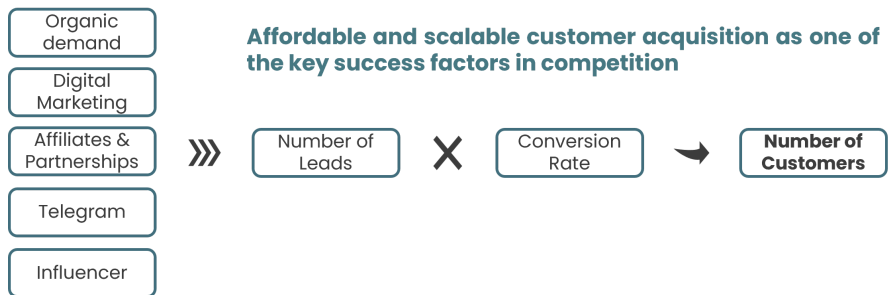 Organic
demand
Digital
Marketing
Affiliates &
Partnerships
Telegram
Influencer
Affordable and scalable customer acquisition as one of
the key success factors in competition
Number of
Leads
Conversion
Rate
Number of
Customers